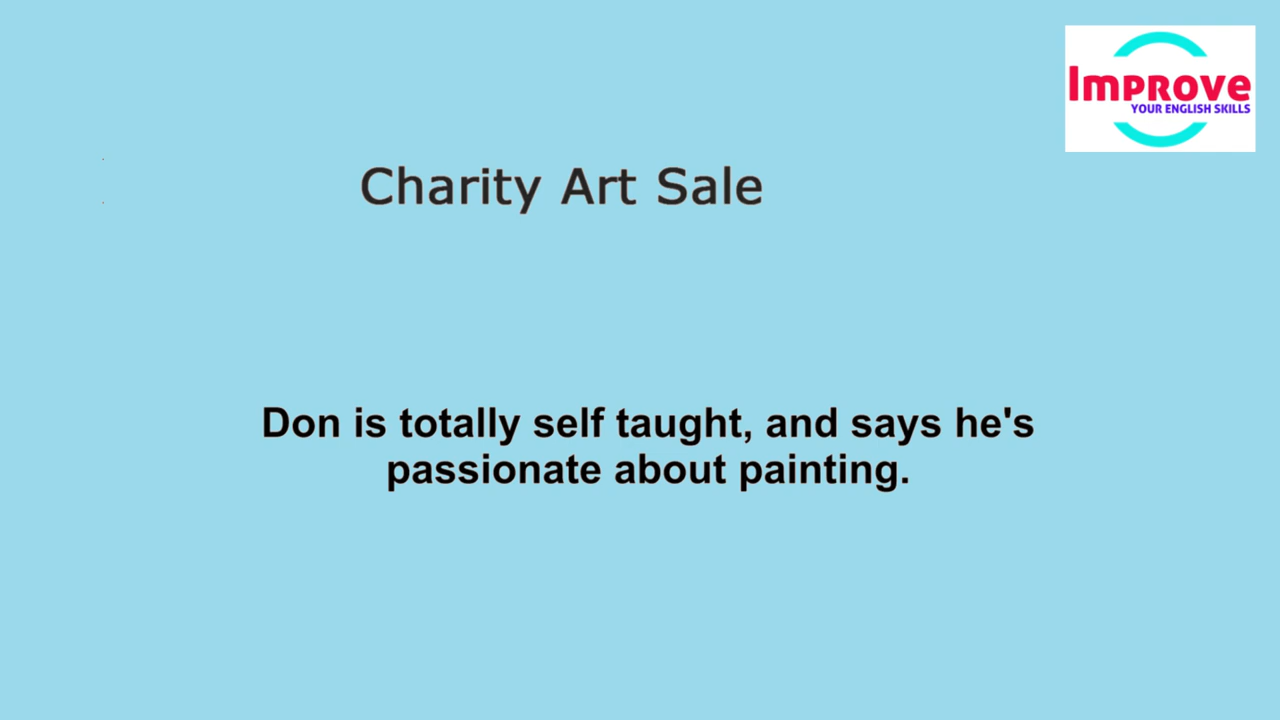 Improve
YOUR ENGLISH SKILLS
Charity Art Sale
Don is totally self taught, and says he's
passionate about painting.